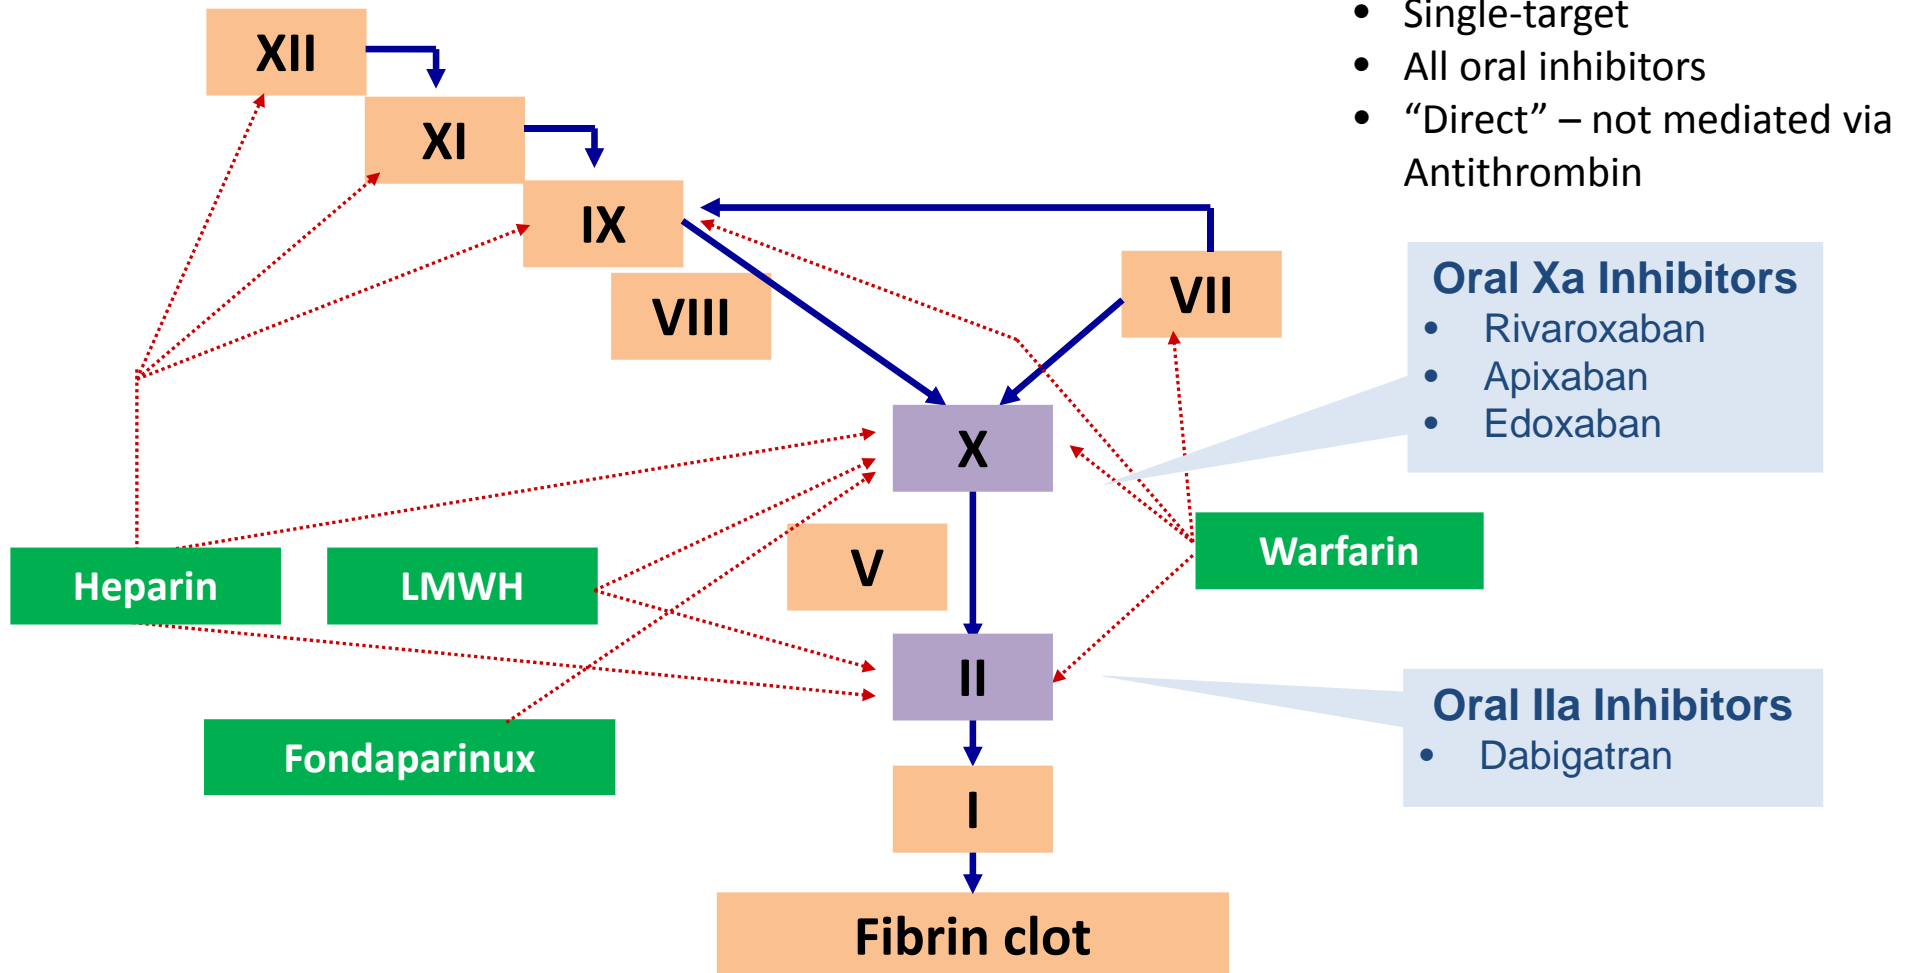 • Single-target
• All oral inhibitors
• “Direct” – not mediated via
Antithrombin
XII
XI
IX
VIII
VII
Oral Xa Inhibitors
• Rivaroxaban
• Apixaban
• Edoxaban
X
V
Heparin
LMWH
Warfarin
II
Fondaparinux
Oral IIa Inhibitors
• Dabigatran
I
Fibrin clot